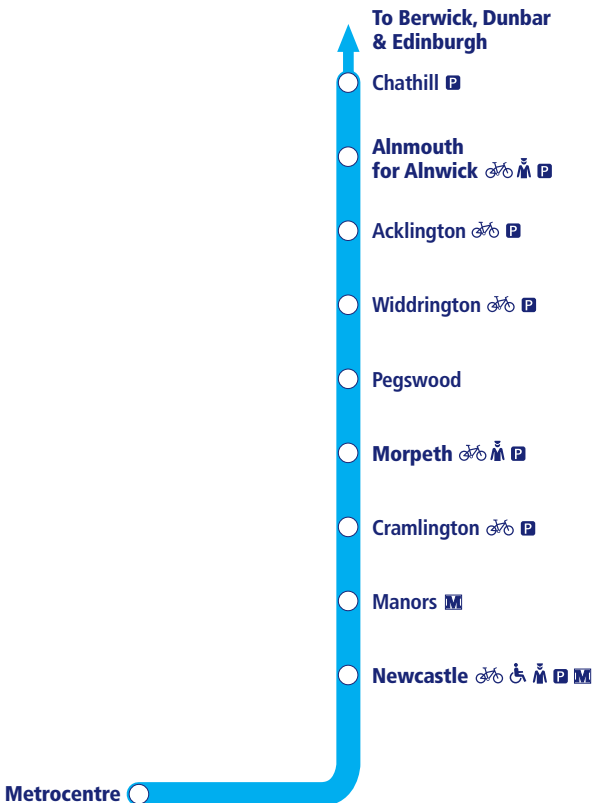 To Berwick, Dunbar
& Edinburgh
Chathill P
Alnmouth
for Alnwick P
Acklington P
Widdrington P
Pegswood
Morpeth P
Cramlington P
Manors M
Newcastle P M
Metrocentre